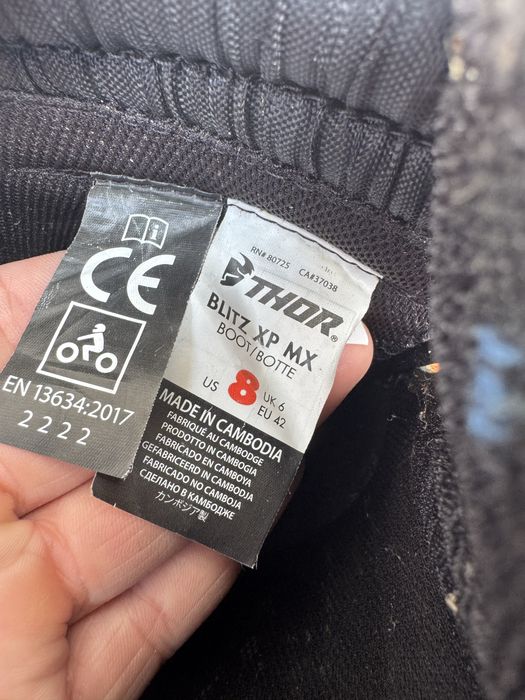 CE
EN 13634:2017
2 2 2 2
RN# 80725 CA#37038
THOR
BLITZ XP MX
BOOT/BOTTE
US 8 UK 6
EU 42
MADE IN CAMBODIA
FABRIQUÉ AU CAMBODGE
PRODOTTO IN CAMBOGIA
FABRICADO EN CAMBOYA
GEFABRICEERD IN CAMBODJA
FABRICADO NO CAMBOJA
СДЕЛАНО В КАМБОДЖЕ
カンボジア製